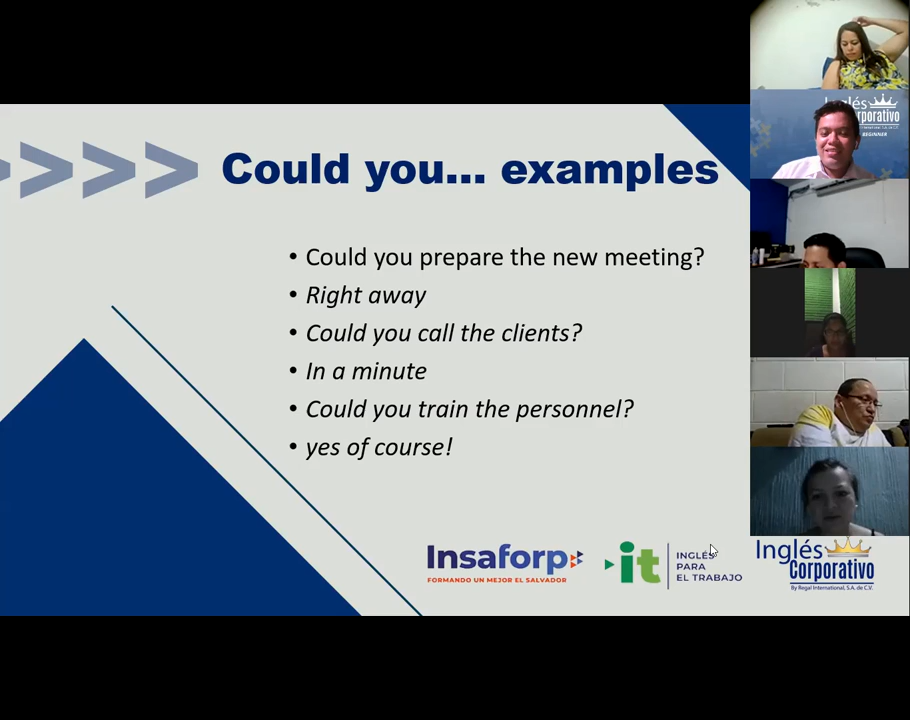 Could you... examples
• Could you prepare the new meeting?
• Right away
• Could you call the clients?
• In a minute
• Could you train the personnel?
• yes of course!
Insaforp
FORMANDO UN MEJOR EL SALVADOR
it
INGLÉS
PARA
EL TRABAJO
Inglés
Corporativo
By Regal International, S.A. de C.V.
Inglés
Corporativo
BEGINNER